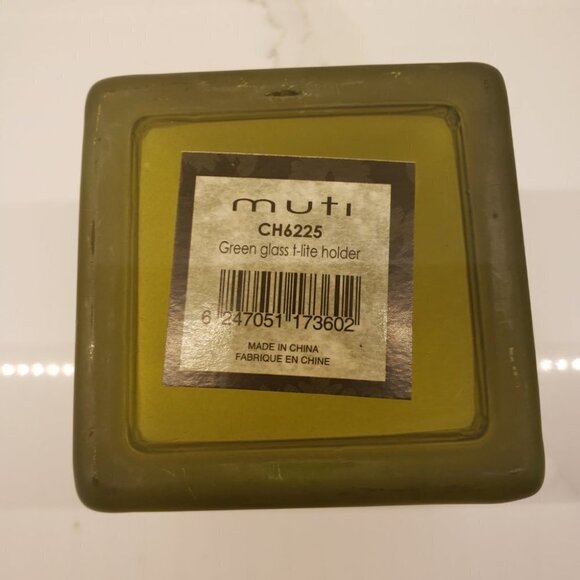 muti
CH6225
Green glass t-lite holder
6 247051 173602
MADE IN CHINA
FABRIQUE EN CHINE